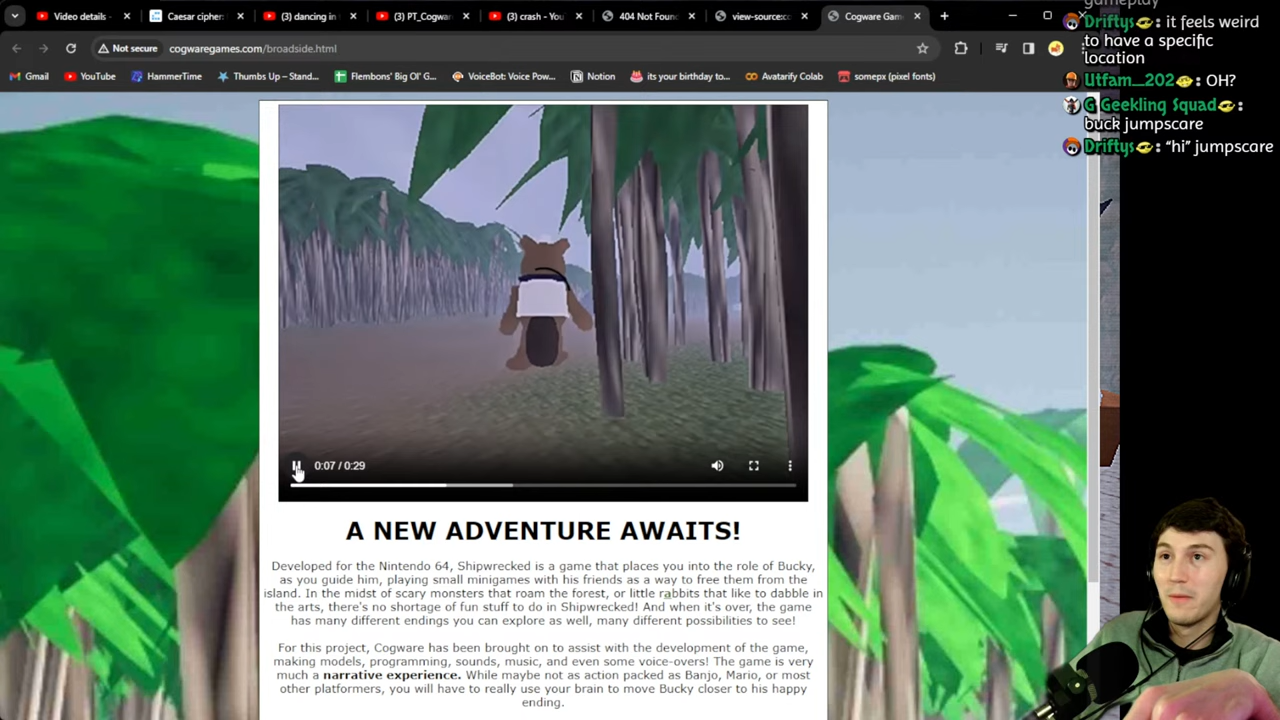 Video details -
Caesar cipher:
(3) dancing in
(3) PT_Cogwar
(3) crash - You
404 Not Foun
view-source:c
Cogware Gam
Not secure cogwaregames.com/broadside.html
Gmail YouTube HammerTime Thumbs Up – Stand... Flembons' Big Ol' G... VoiceBot: Voice Pow... Notion its your birthday to... Avatarify Colab somepx (pixel fonts)
gameplay
Driftys: it feels weird
to have a specific
location
Utfam_202: OH?
G Geekling Squad:
buck jumpscare
Driftys: “hi” jumpscare
0:07 / 0:29
A NEW ADVENTURE AWAITS!
Developed for the Nintendo 64, Shipwrecked is a game that places you into the role of Bucky,
as you guide him, playing small minigames with his friends as a way to free them from the
island. In the midst of scary monsters that roam the forest, or little rabbits that like to dabble in
the arts, there's no shortage of fun stuff to do in Shipwrecked! And when it's over, the game
has many different endings you can explore as well, many different possibilities to see!
For this project, Cogware has been brought on to assist with the development of the game,
making models, programming, sounds, music, and even some voice-overs! The game is very
much a narrative experience. While maybe not as action packed as Banjo, Mario, or most
other platformers, you will have to really use your brain to move Bucky closer to his happy
ending.